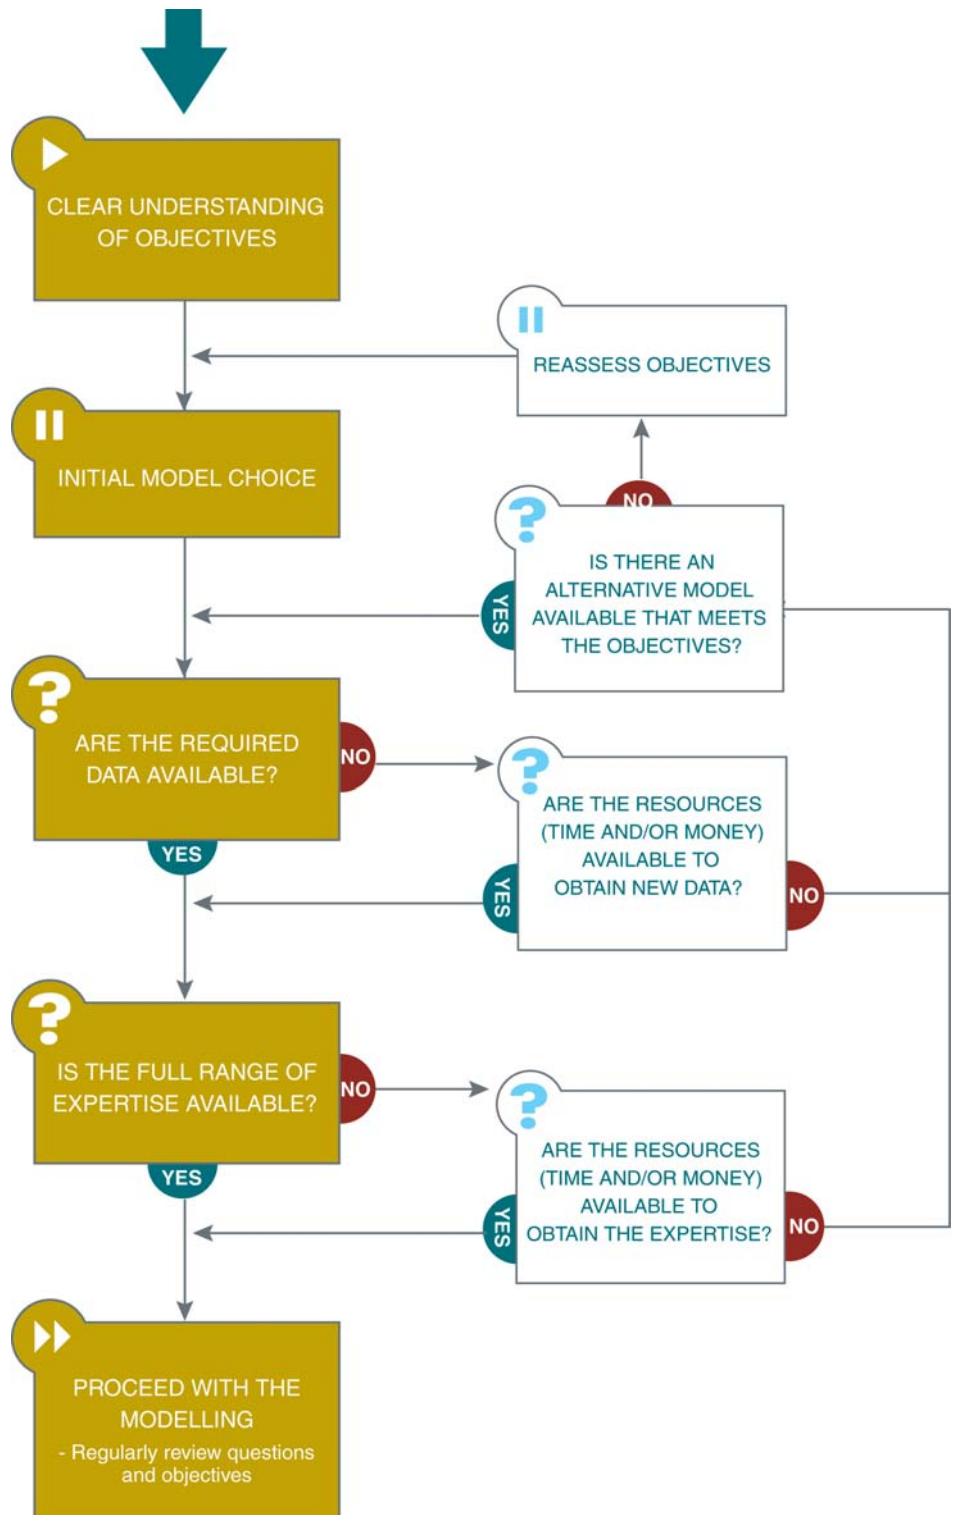 CLEAR UNDERSTANDING
OF OBJECTIVES
REASSESS OBJECTIVES
INITIAL MODEL CHOICE
NO
?
IS THERE AN
ALTERNATIVE MODEL
AVAILABLE THAT MEETS
THE OBJECTIVES?
YES
?
ARE THE REQUIRED
DATA AVAILABLE?
NO
YES
?
ARE THE RESOURCES
(TIME AND/OR MONEY)
AVAILABLE TO
OBTAIN NEW DATA?
YES
NO
?
IS THE FULL RANGE OF
EXPERTISE AVAILABLE?
NO
YES
?
ARE THE RESOURCES
(TIME AND/OR MONEY)
AVAILABLE TO
OBTAIN THE EXPERTISE?
YES
NO
PROCEED WITH THE
MODELLING
- Regularly review questions
and objectives